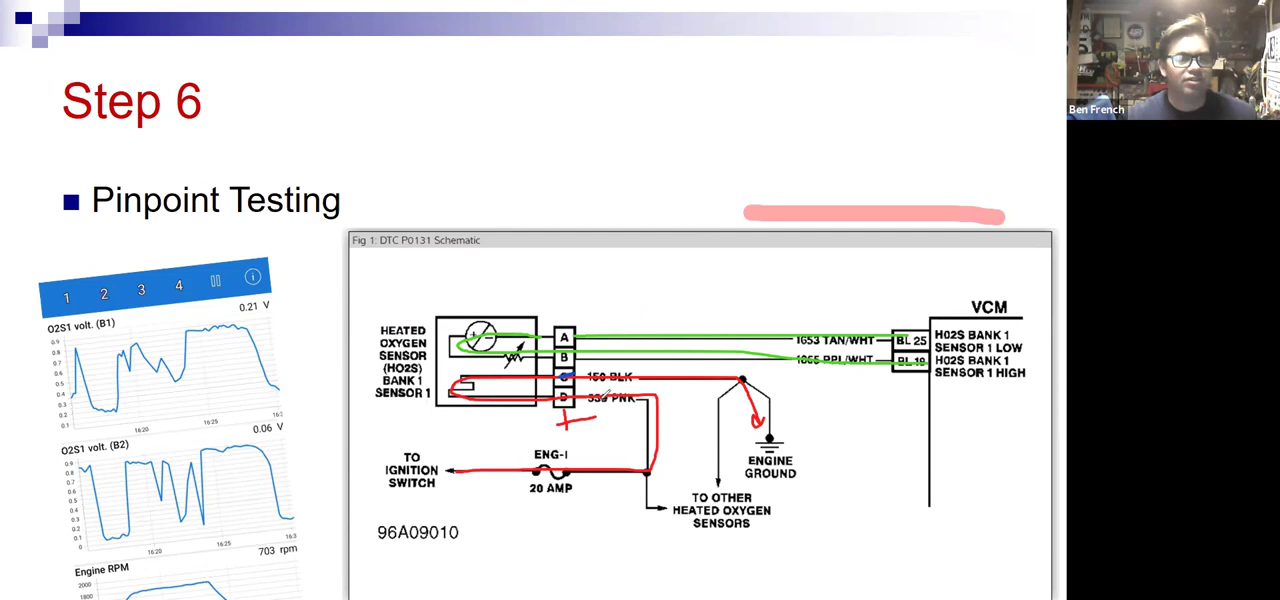 Step 6
Ben French
Pinpoint Testing
Fig 1: DTC P0131 Schematic
1 2 3 4
0.21 V
O2S1 volt. (B1)
0.9
0.8
0.7
0.6
0.5
0.4
0.3
0.2
0.1
16:20
16:25
16:3
0.06 V
O2S1 volt. (B2)
0.9
0.8
0.7
0.6
0.5
0.4
0.3
0.2
0.1
0
16:20
16:25
16:3
703 rpm
Engine RPM
2000
1800
HEATED
OXYGEN
SENSOR
(HO2S)
BANK 1
SENSOR 1
+ -
A
B
C
D
+
1653 TAN/WHT
PPL/WHT
150 BLK
PNK
BL 25
BL 19
VCM
H02S BANK 1
SENSOR 1 LOW
H02S BANK 1
SENSOR 1 HIGH
TO
IGNITION
SWITCH
ENG-I
20 AMP
ENGINE
GROUND
TO OTHER
HEATED OXYGEN
SENSORS
96A09010